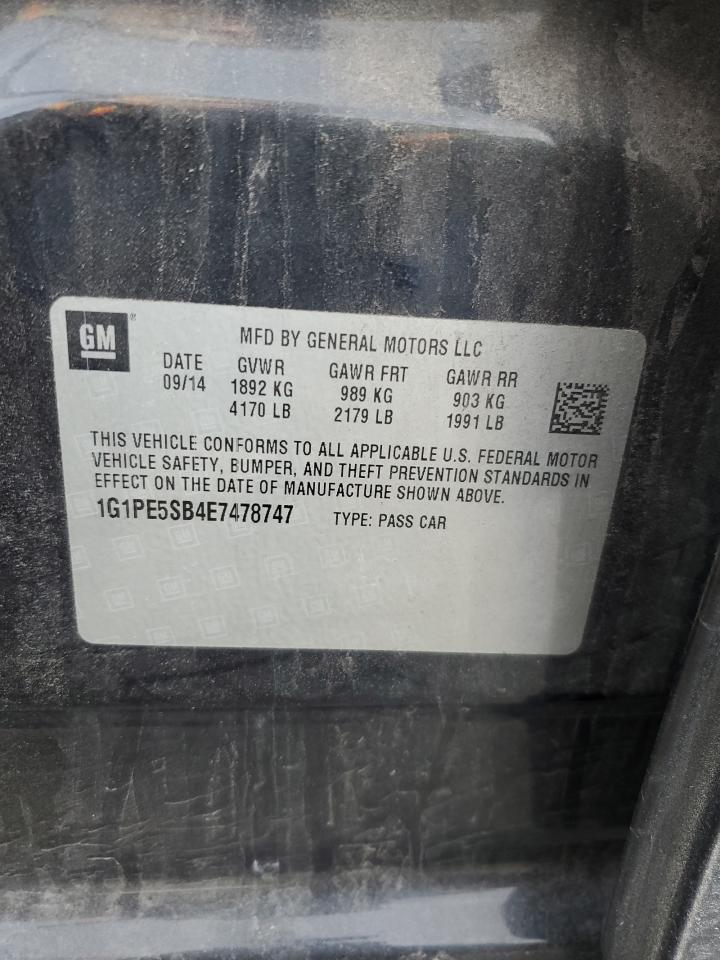 GM®
MFD BY GENERAL MOTORS LLC
DATE GVWR GAWR FRT GAWR RR
09/14 1892 KG 989 KG 903 KG
4170 LB 2179 LB 1991 LB
THIS VEHICLE CONFORMS TO ALL APPLICABLE U.S. FEDERAL MOTOR
VEHICLE SAFETY, BUMPER, AND THEFT PREVENTION STANDARDS IN
EFFECT ON THE DATE OF MANUFACTURE SHOWN ABOVE.
1G1PE5SB4E7478747 TYPE: PASS CAR